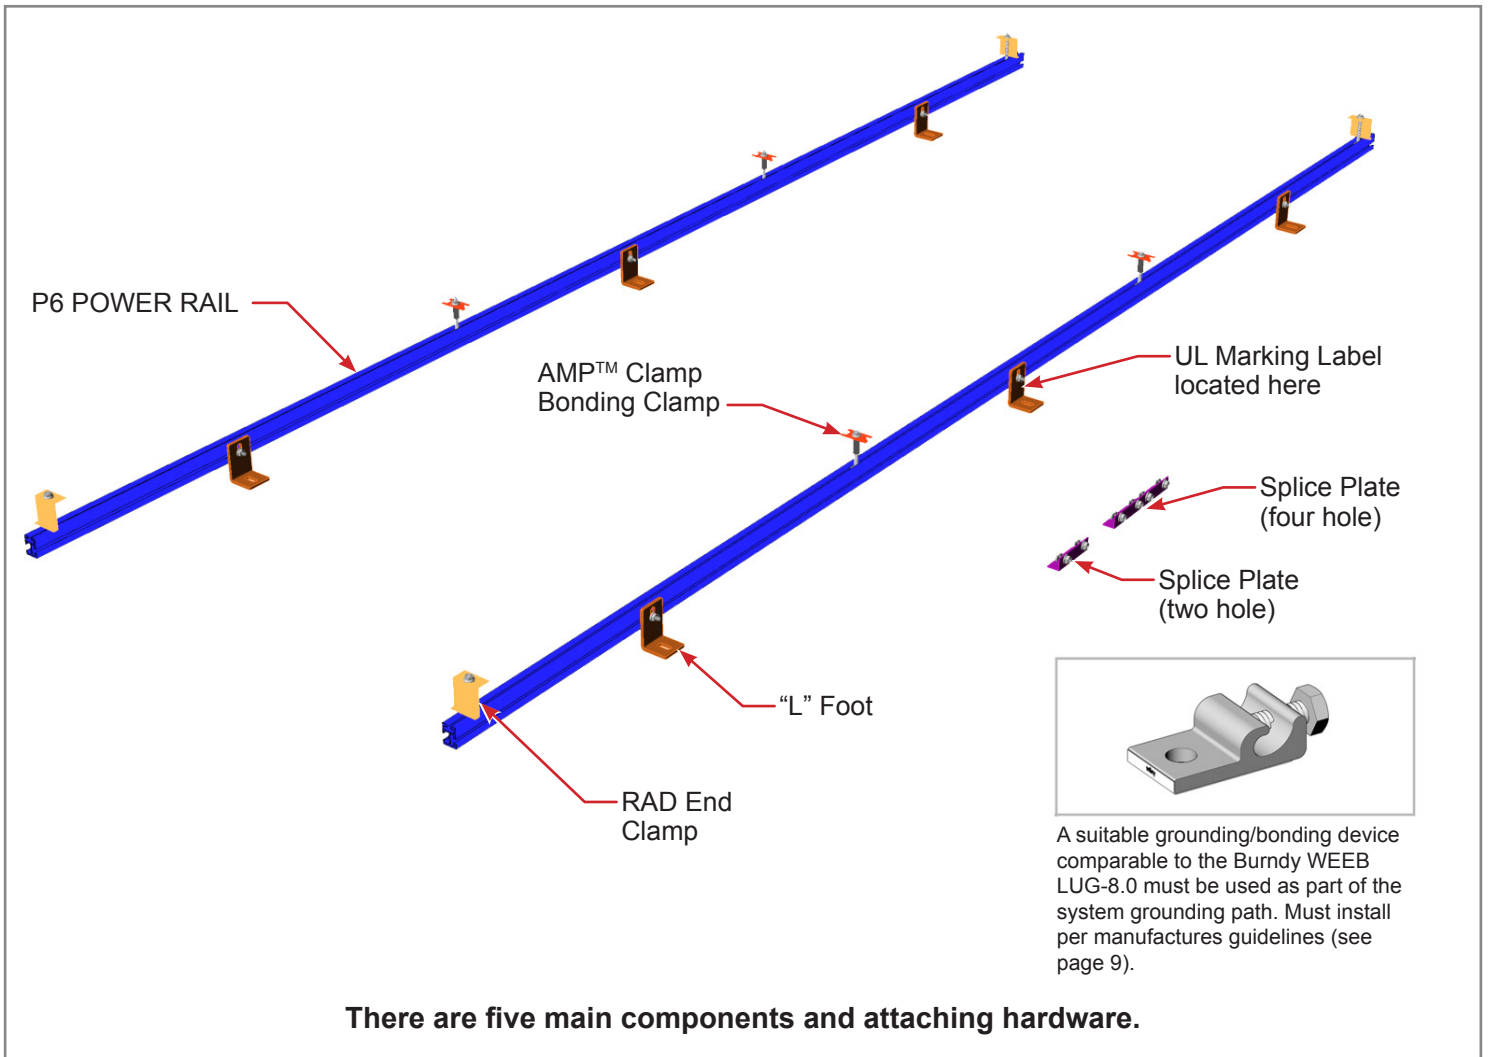 P6 POWER RAIL
AMP™ Clamp
Bonding Clamp
UL Marking Label
located here
Splice Plate
(four hole)
Splice Plate
(two hole)
"L" Foot
RAD End
Clamp
A suitable grounding/bonding device
comparable to the Burndy WEEB
LUG-8.0 must be used as part of the
system grounding path. Must install
per manufactures guidelines (see
page 9).
There are five main components and attaching hardware.